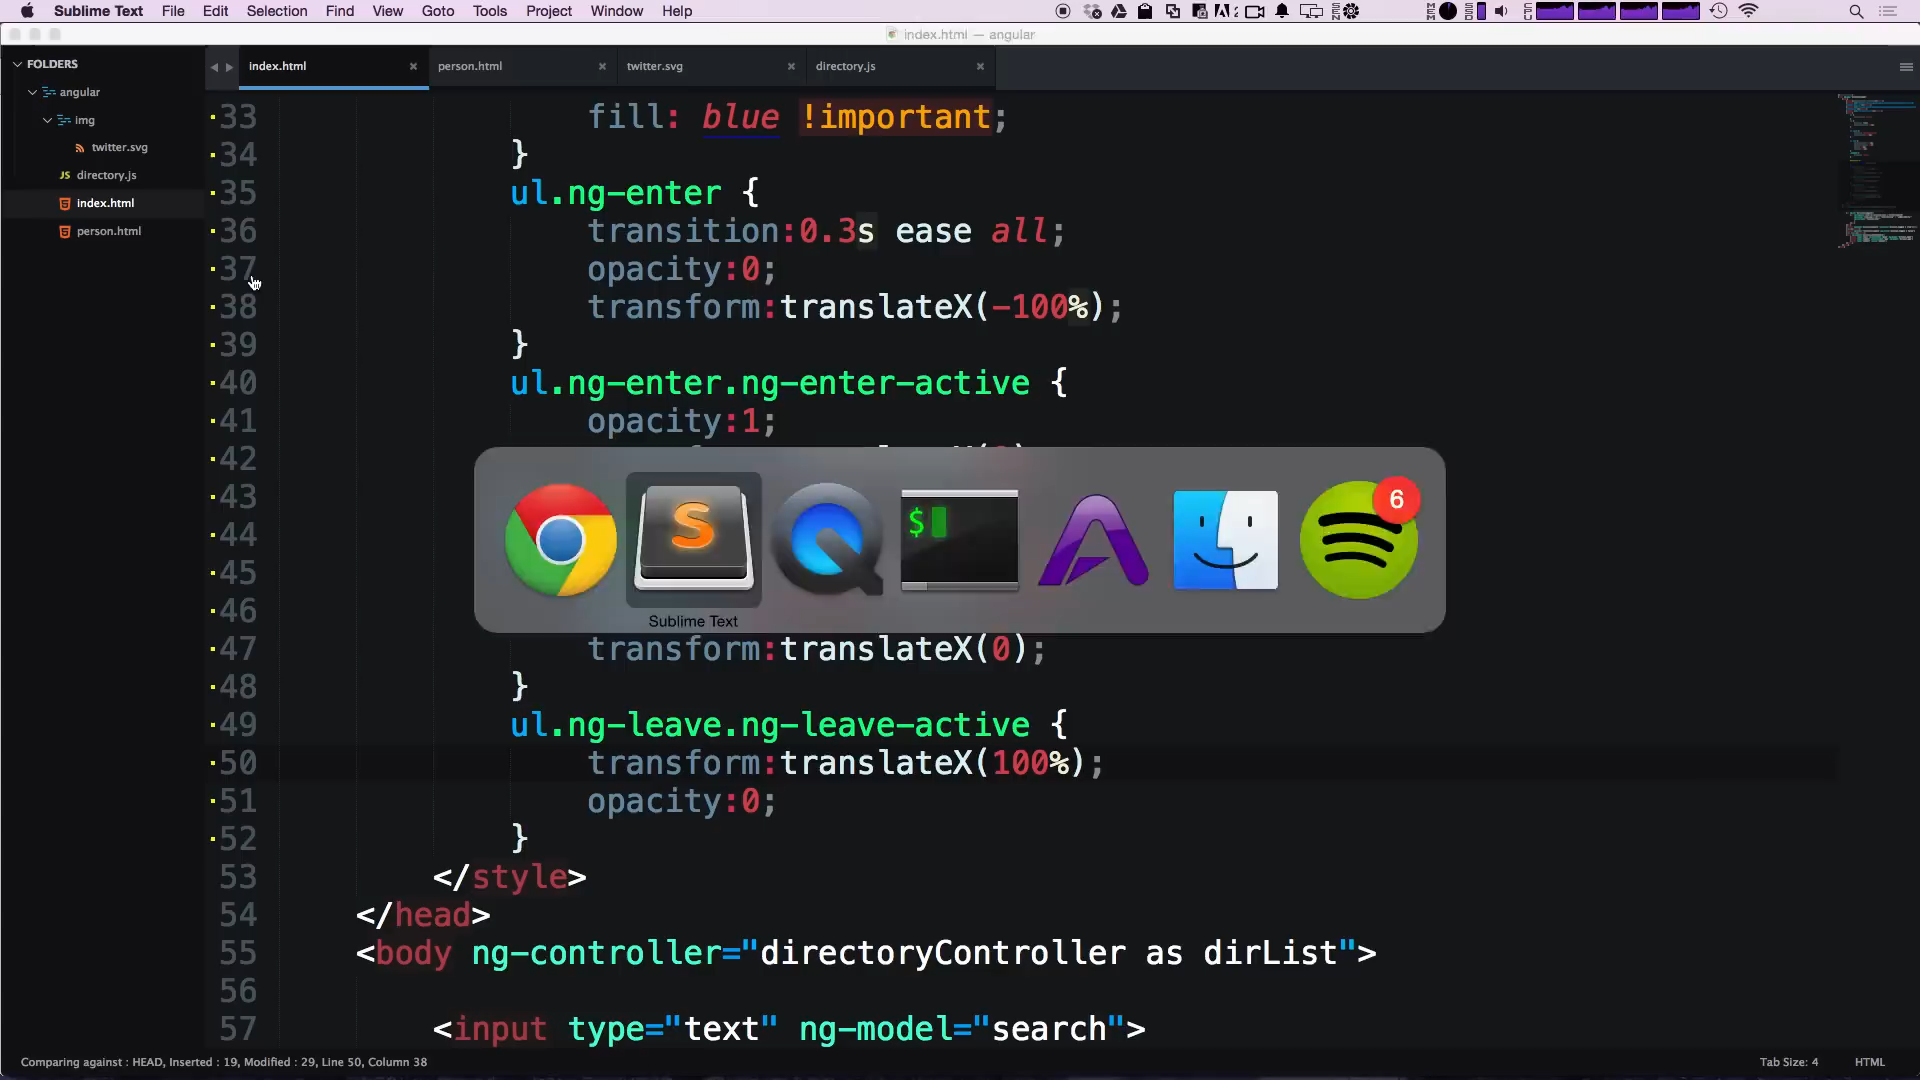 Sublime Text File Edit Selection Find View Goto Tools Project Window Help
index.html — angular
FOLDERS
angular
img
twitter.svg
directory.js
index.html
person.html
index.html × person.html × twitter.svg × directory.js ×
33 fill: blue !important;
34 }
35 ul.ng-enter {
36 transition:0.3s ease all;
37 opacity:0;
38 transform:translateX(-100%);
39 }
40 ul.ng-enter.ng-enter-active {
41 opacity:1;
42
43
44
45
46
$
6
Sublime Text
47 transform:translateX(0);
48 }
49 ul.ng-leave.ng-leave-active {
50 transform:translateX(100%);
51 opacity:0;
52 }
53 </style>
54 </head>
55 <body ng-controller="directoryController as dirList">
56
57 <input type="text" ng-model="search">
Comparing against : HEAD, Inserted : 19, Modified : 29, Line 50, Column 38
Tab Size: 4 HTML